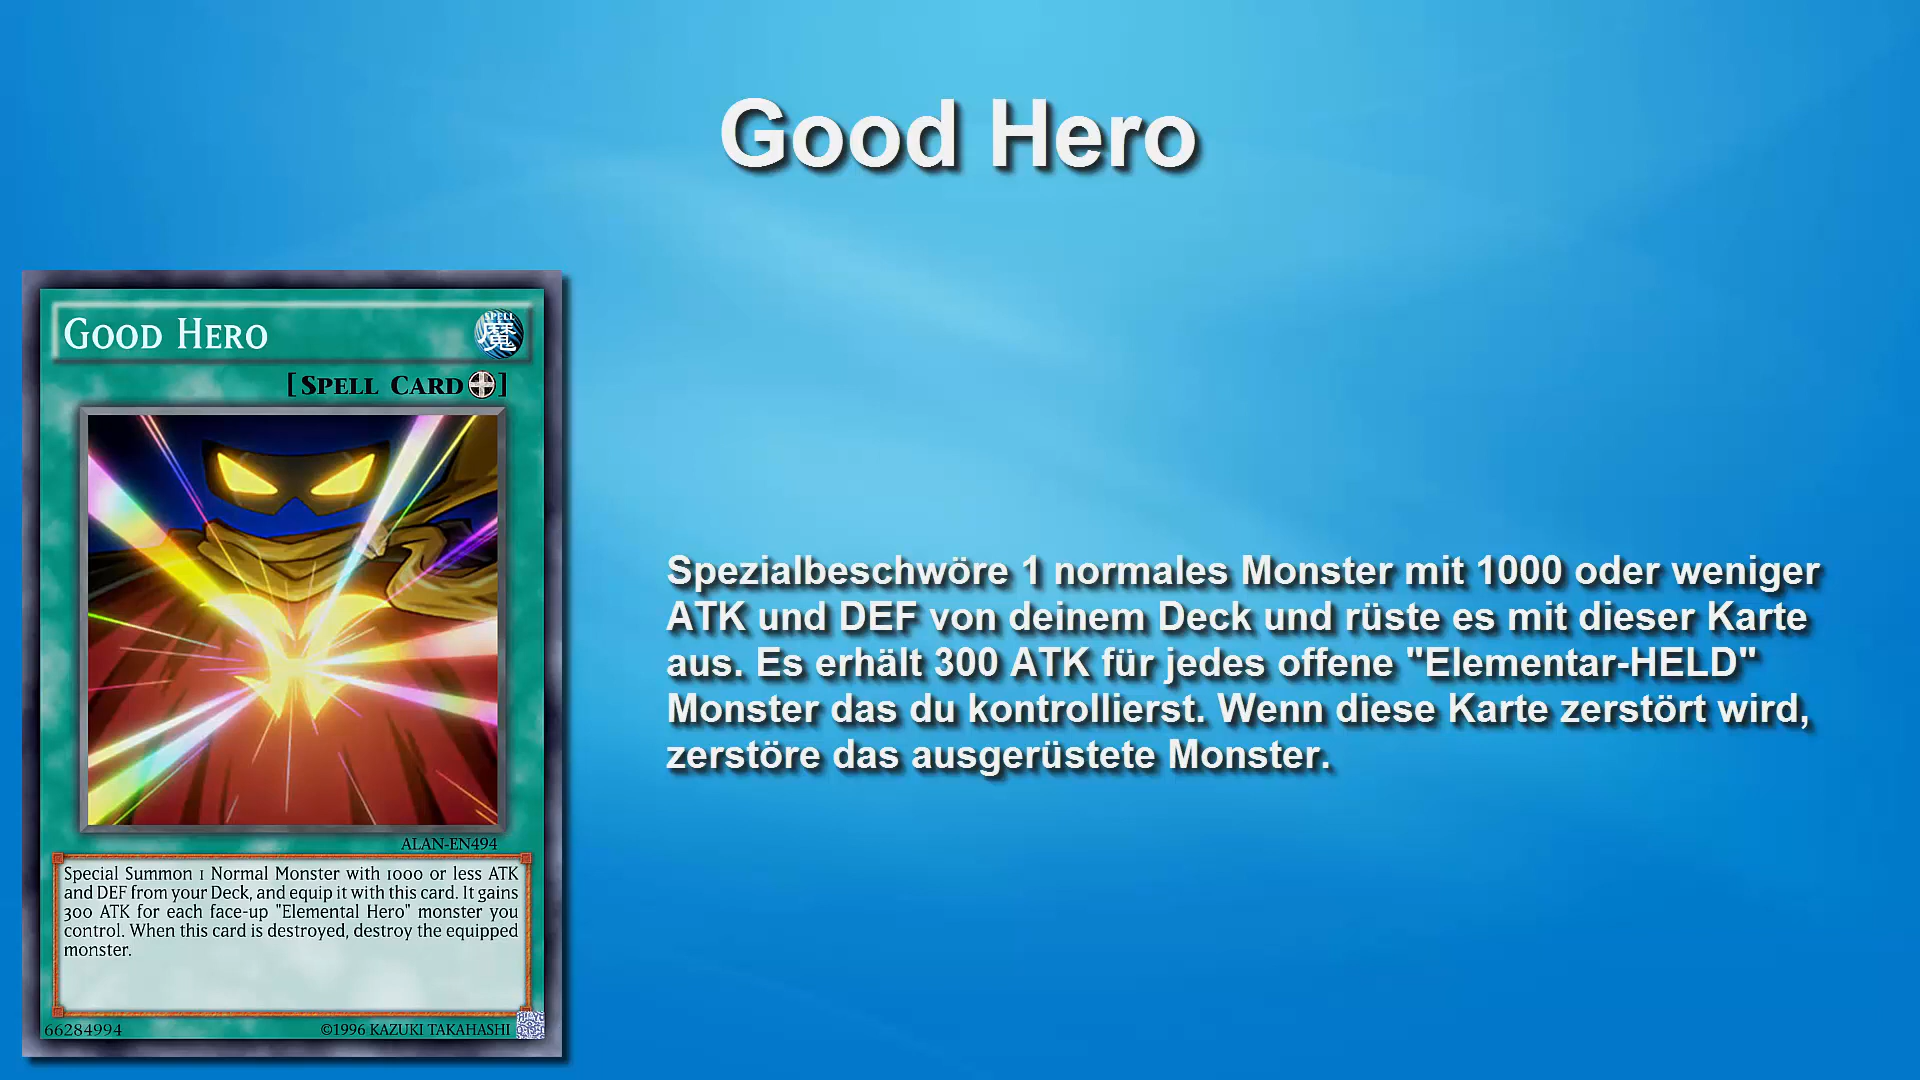 Good Hero
Good Hero
SPELL
魔
[Spell Card]
ALAN-EN494
Special Summon 1 Normal Monster with 1000 or less ATK
and DEF from your Deck, and equip it with this card. It gains
300 ATK for each face-up "Elemental Hero" monster you
control. When this card is destroyed, destroy the equipped
monster.
66284994
©1996 KAZUKI TAKAHASHI
Spezialbeschwöre 1 normales Monster mit 1000 oder weniger
ATK und DEF von deinem Deck und rüste es mit dieser Karte
aus. Es erhält 300 ATK für jedes offene "Elementar-HELD"
Monster das du kontrollierst. Wenn diese Karte zerstört wird,
zerstöre das ausgerüstete Monster.